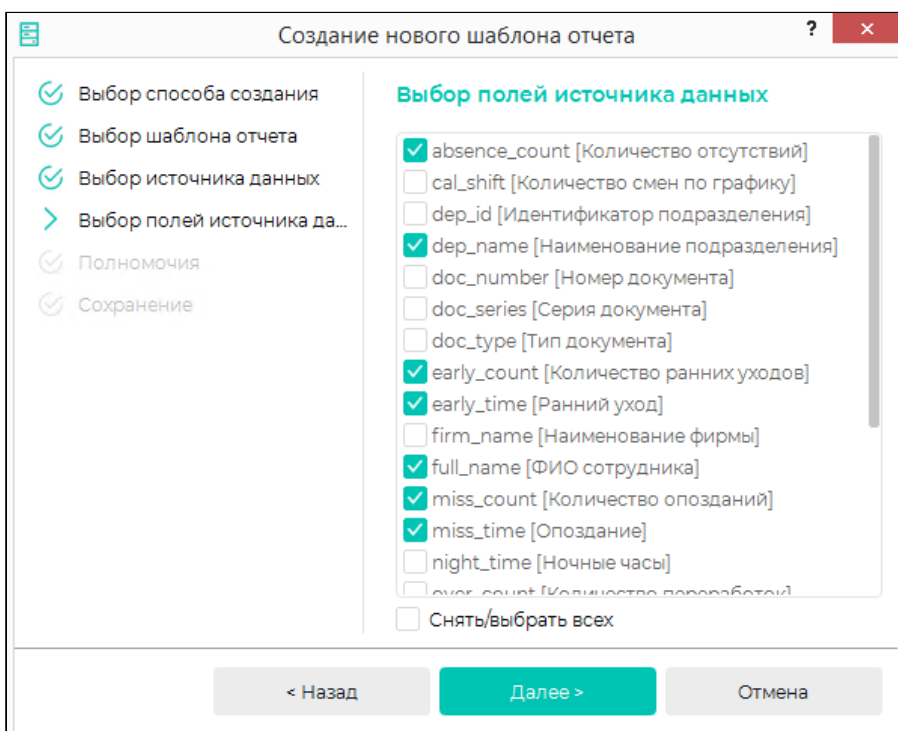 Создание нового шаблона отчета
?
×
Выбор способа создания
Выбор шаблона отчета
Выбор источника данных
Выбор полей источника да...
Полномочия
Сохранение
Выбор полей источника данных
absence_count [Количество отсутствий]
cal_shift [Количество смен по графику]
dep_id [Идентификатор подразделения]
dep_name [Наименование подразделения]
doc_number [Номер документа]
doc_series [Серия документа]
doc_type [Тип документа]
early_count [Количество ранних уходов]
early_time [Ранний уход]
firm_name [Наименование фирмы]
full_name [ФИО сотрудника]
miss_count [Количество опозданий]
miss_time [Опоздание]
night_time [Ночные часы]
over_count [Количество переработок]
Снять/выбрать всех
< Назад
Далее >
Отмена